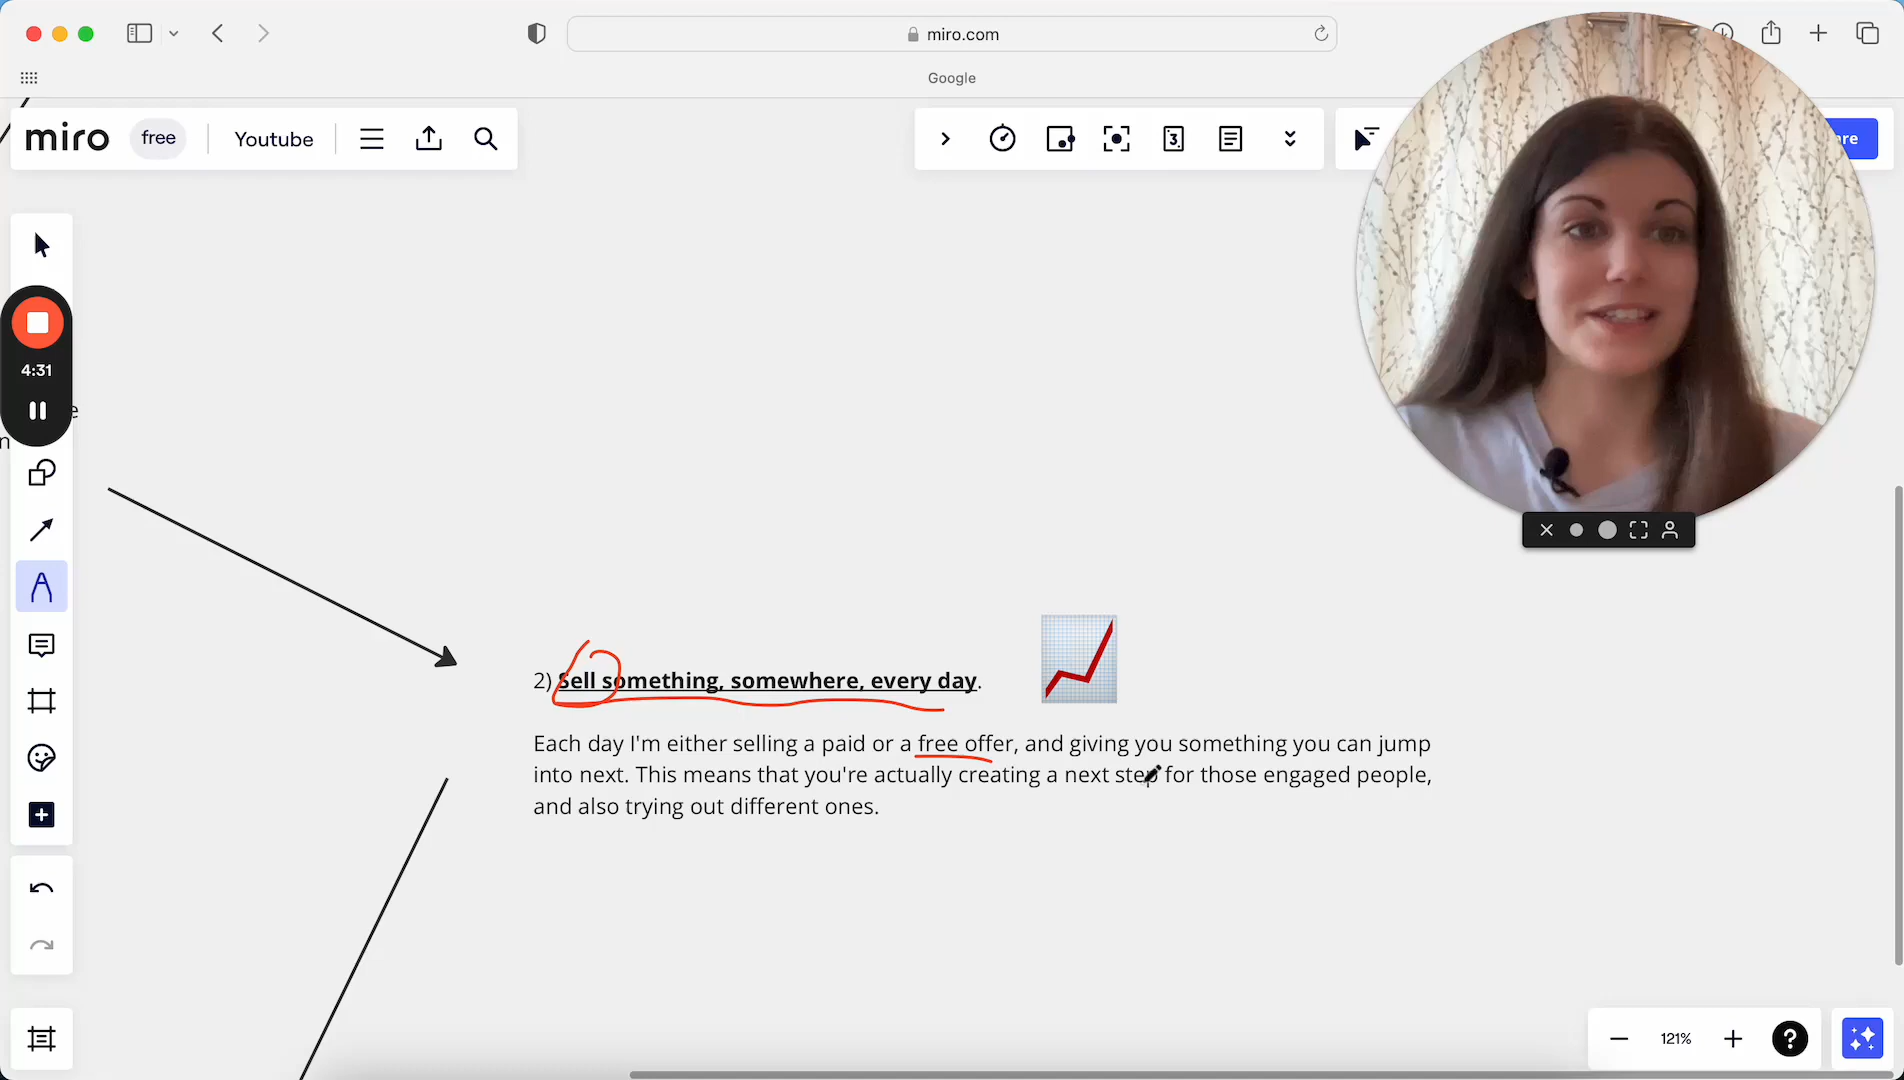 miro.com
Google
miro free Youtube
3
re
4:31
e
n
2) Sell something, somewhere, every day.
Each day I'm either selling a paid or a free offer, and giving you something you can jump
into next. This means that you're actually creating a next step for those engaged people,
and also trying out different ones.
121%
?